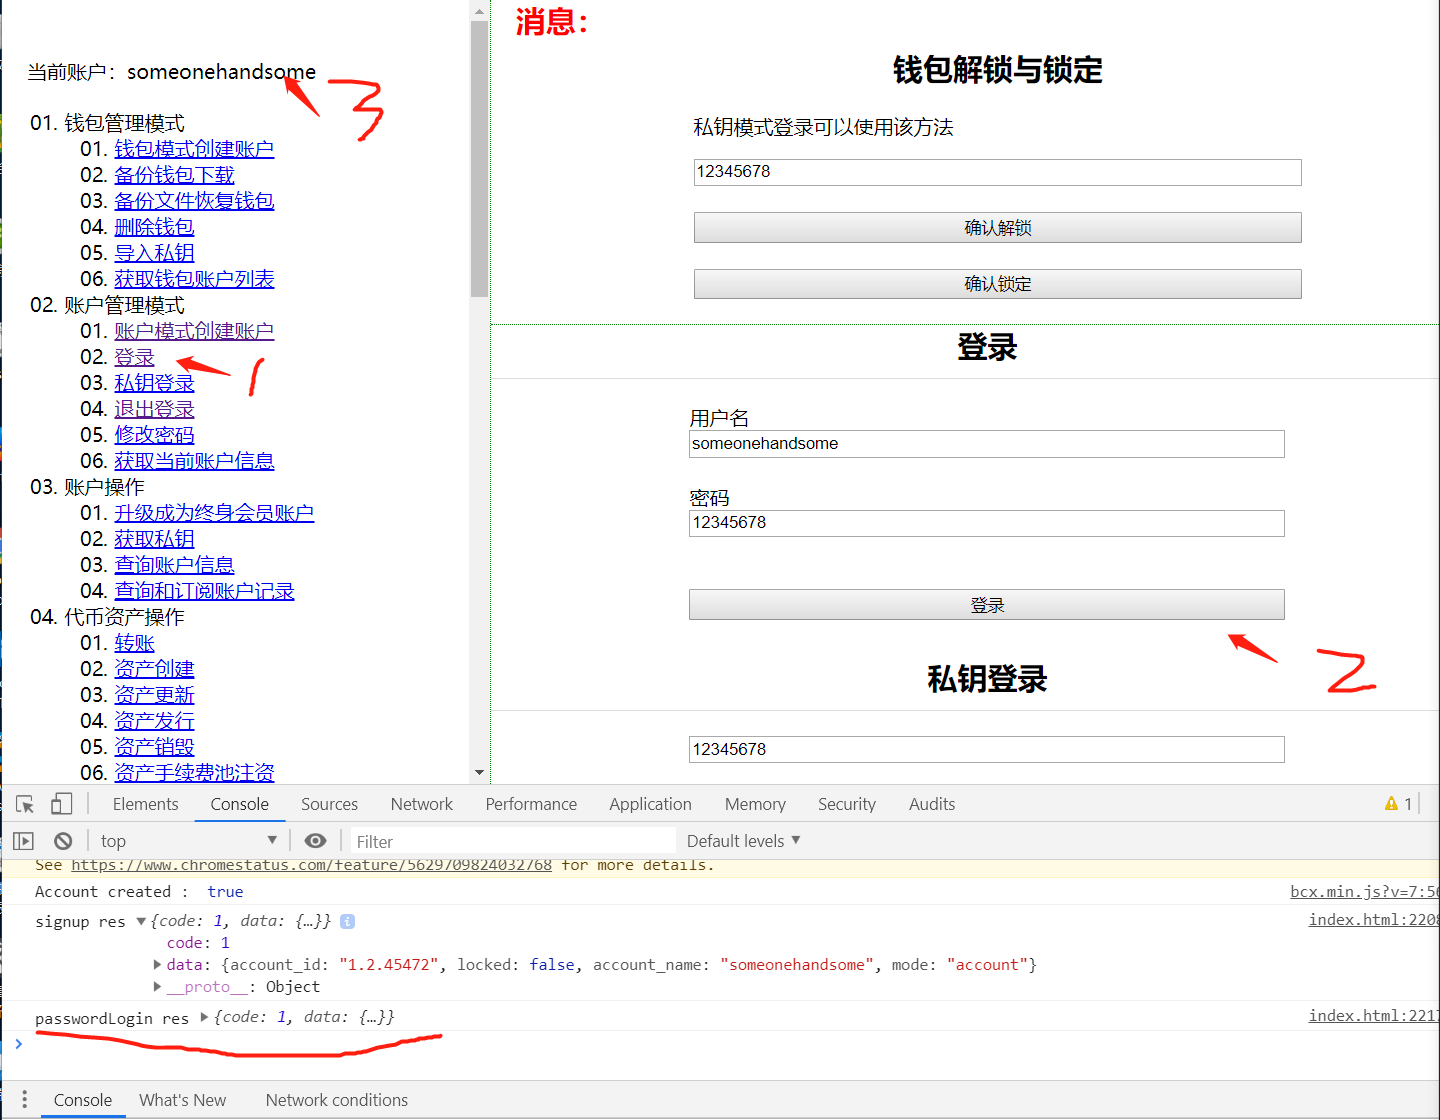 当前账户：someonehandsome
3
01. 钱包管理模式
01. 钱包模式创建账户
02. 备份钱包下载
03. 备份文件恢复钱包
04. 删除钱包
05. 导入私钥
06. 获取钱包账户列表
02. 账户管理模式
01. 账户模式创建账户
02. 登录
1
03. 私钥登录
04. 退出登录
05. 修改密码
06. 获取当前账户信息
03. 账户操作
01. 升级成为终身会员账户
02. 获取私钥
03. 查询账户信息
04. 查询和订阅账户记录
04. 代币资产操作
01. 转账
02. 资产创建
03. 资产更新
04. 资产发行
05. 资产销毁
06. 资产手续费池注资
消息：
钱包解锁与锁定
私钥模式登录可以使用该方法
12345678
确认解锁
确认锁定
登录
用户名
someonehandsome
密码
12345678
登录
2
私钥登录
12345678
Elements Console Sources Network Performance Application Memory Security Audits 1
top Filter Default levels
See https://www.chromestatus.com/feature/5629709824032768 for more details.
Account created : true bcx.min.js?v=7:56
signup res {code: 1, data: {…}} i index.html:2208
code: 1
data: {account_id: "1.2.45472", locked: false, account_name: "someonehandsome", mode: "account"}
__proto__: Object
passwordLogin res {code: 1, data: {…}} index.html:2217
Console What's New Network conditions